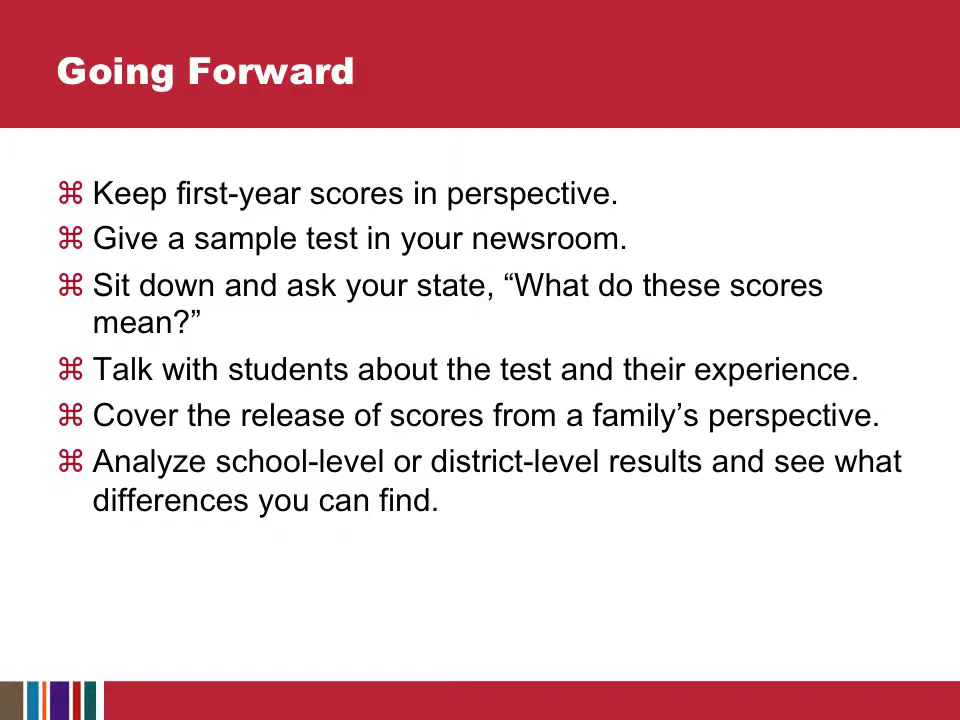 Going Forward
⌘ Keep first-year scores in perspective.
⌘ Give a sample test in your newsroom.
⌘ Sit down and ask your state, “What do these scores
mean?”
⌘ Talk with students about the test and their experience.
⌘ Cover the release of scores from a family’s perspective.
⌘ Analyze school-level or district-level results and see what
differences you can find.